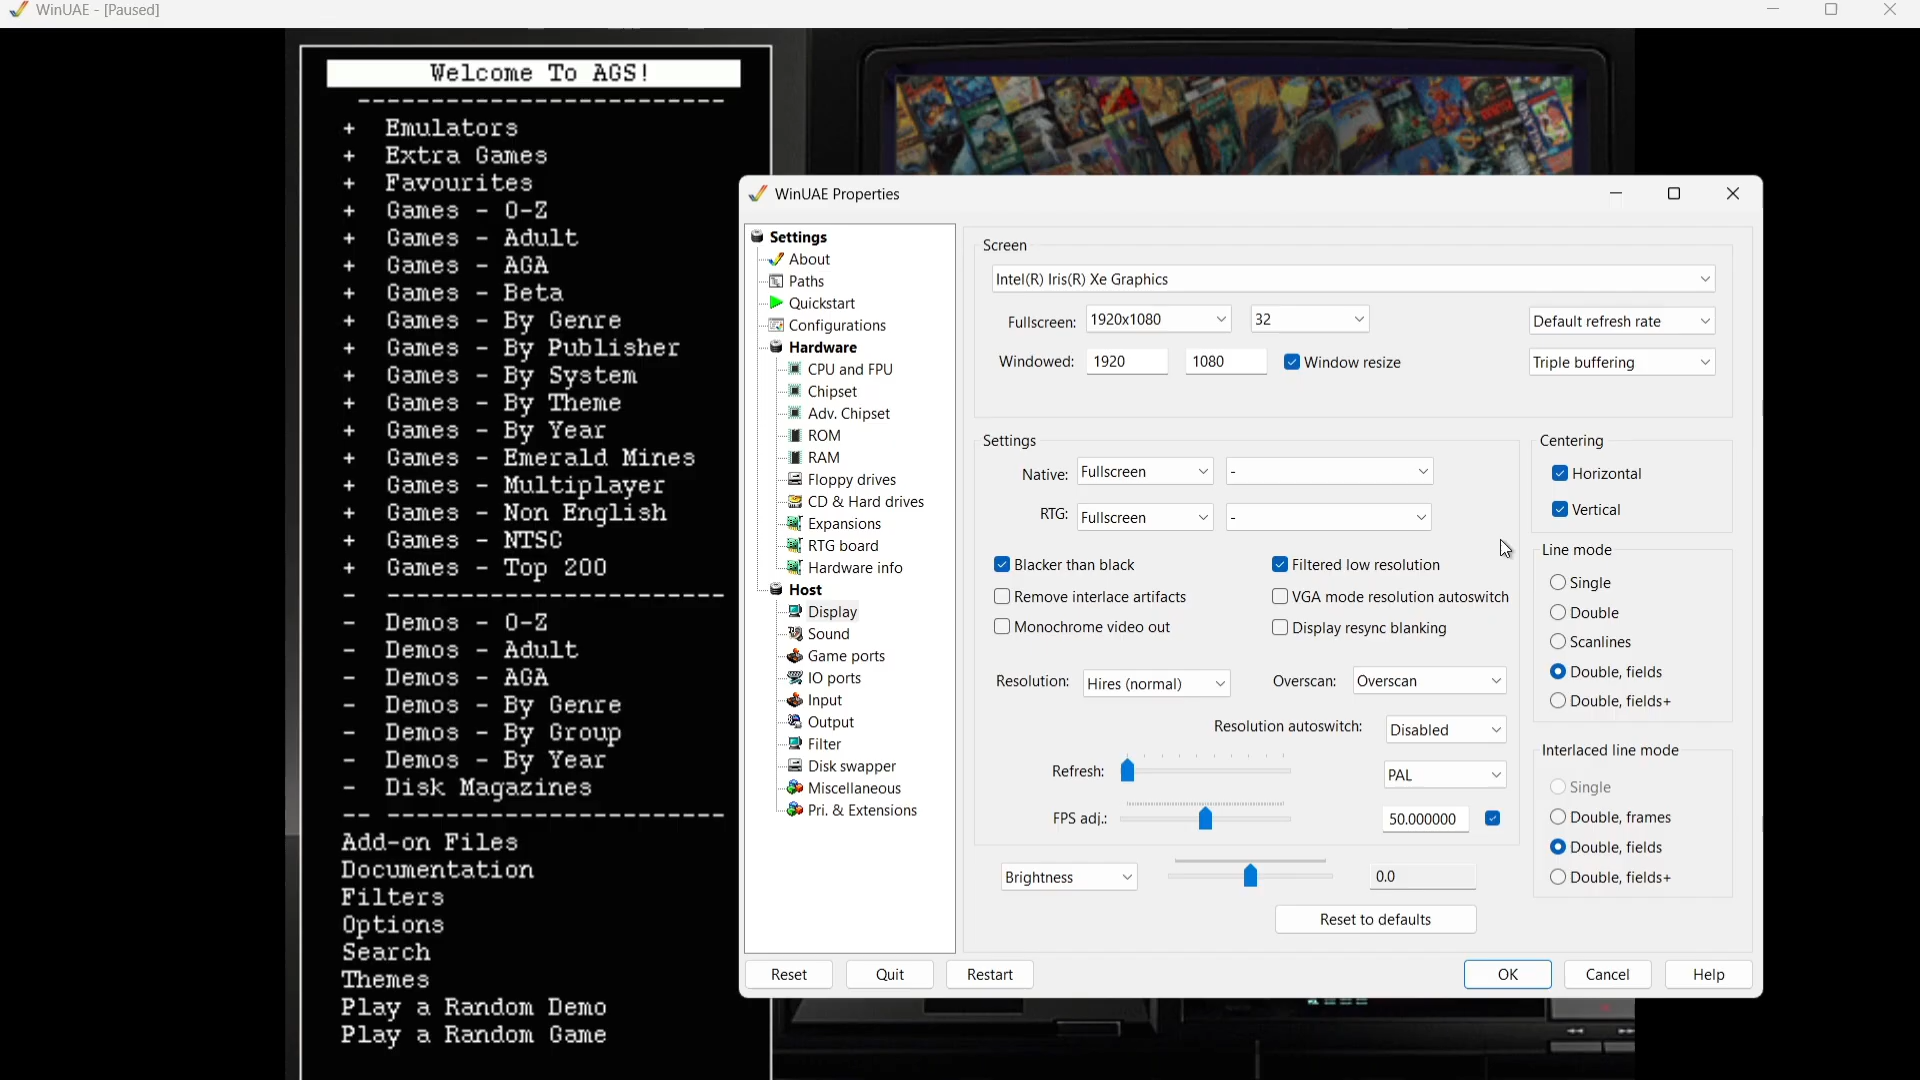 WinUAE - [Paused]
Welcome To AGS!
------------------------
+ Emulators
+ Extra Games
+ Favourites
+ Games - 0-Z
+ Games - Adult
+ Games - AGA
+ Games - Beta
+ Games - By Genre
+ Games - By Publisher
+ Games - By System
+ Games - By Theme
+ Games - By Year
+ Games - Emerald Mines
+ Games - Multiplayer
+ Games - Non English
+ Games - NTSC
+ Games - Top 200
- -----------------------
- Demos - 0-Z
- Demos - Adult
- Demos - AGA
- Demos - By Genre
- Demos - By Group
- Demos - By Year
- Disk Magazines
-- -----------------------
Add-on Files
Documentation
Filters
Options
Search
Themes
Play a Random Demo
Play a Random Game
WinUAE Properties
Settings
About
Paths
Quickstart
Configurations
Hardware
CPU and FPU
Chipset
Adv. Chipset
ROM
RAM
Floppy drives
CD & Hard drives
Expansions
RTG board
Hardware info
Host
Display
Sound
Game ports
IO ports
Input
Output
Filter
Disk swapper
Miscellaneous
Pri. & Extensions
Screen
Intel(R) Iris(R) Xe Graphics
Fullscreen: 1920x1080 32 Default refresh rate
Windowed: 1920 1080 Window resize Triple buffering
Settings
Native: Fullscreen -
RTG: Fullscreen -
Blacker than black Filtered low resolution
Remove interlace artifacts VGA mode resolution autoswitch
Monochrome video out Display resync blanking
Resolution: Hires (normal) Overscan: Overscan
Resolution autoswitch: Disabled
Refresh: PAL
FPS adj.: 50.000000
Brightness 0.0
Reset to defaults
Centering
Horizontal
Vertical
Line mode
Single
Double
Scanlines
Double, fields
Double, fields+
Interlaced line mode
Single
Double, frames
Double, fields
Double, fields+
Reset Quit Restart OK Cancel Help